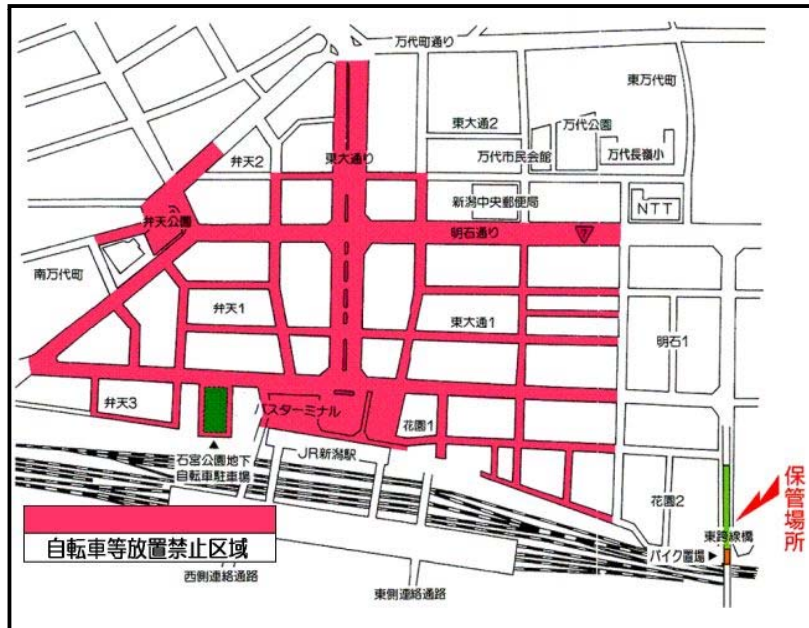 万代町通り
東万代町
東大通2
万代公園
弁天2
東大通り
万代市民会館
万代長嶺小
新潟中央郵便局
NTT
弁天公園
明石通り
7
南万代町
弁天1
東大通1
明石1
弁天3
バスターミナル
花園1
石宮公園地下
自転車駐車場
JR新潟駅
花園2
保管場所
東跨線橋
バイク置場
自転車等放置禁止区域
西側連絡通路
東側連絡通路